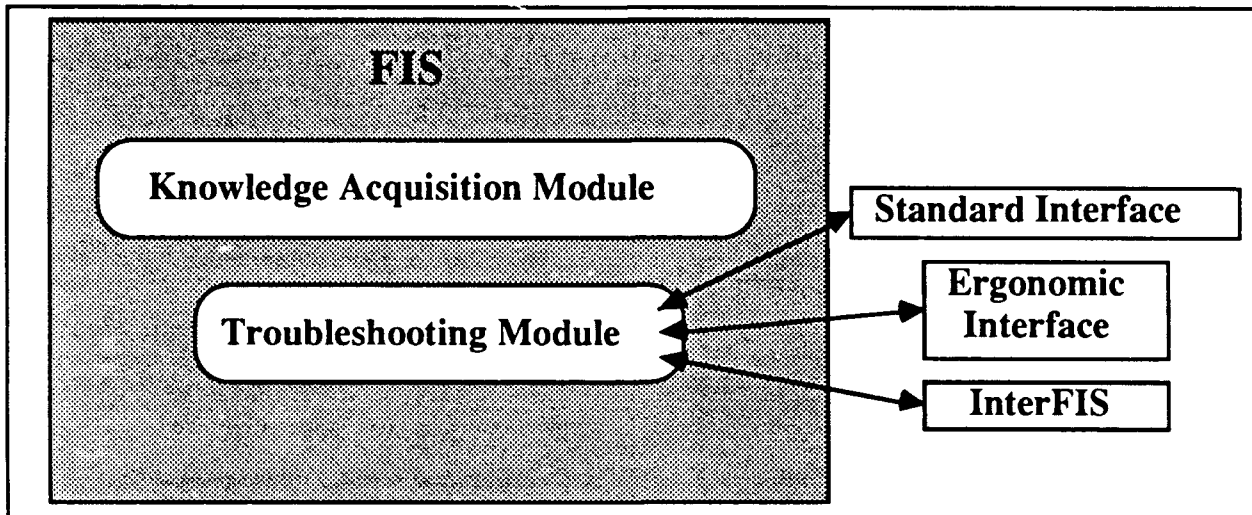 FIS
Knowledge Acquisition Module
Standard Interface
Ergonomic
Interface
Troubleshooting Module
InterFIS